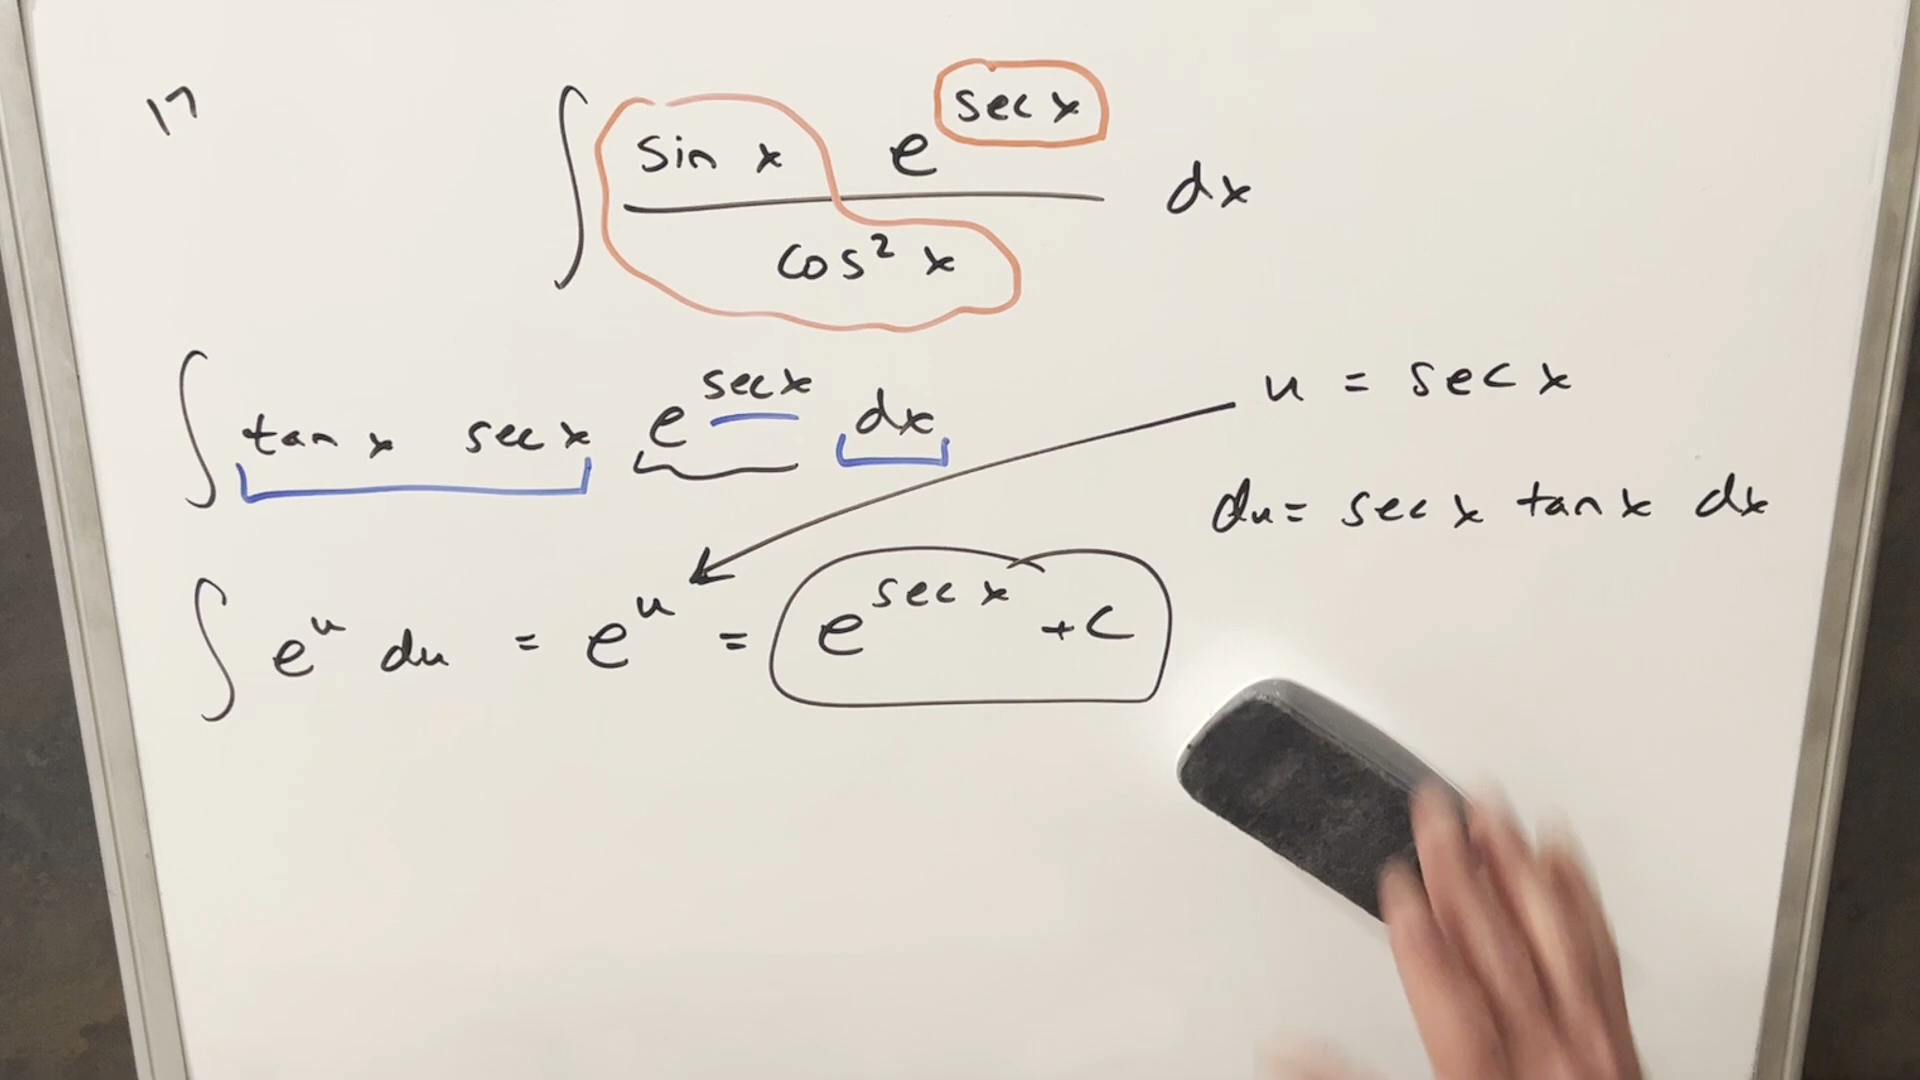 17
∫ sin x e^sec x / cos² x dx
∫ tan x sec x e^sec x dx
u = sec x
du = sec x tan x dx
∫ e^u du = e^u = e^sec x + C